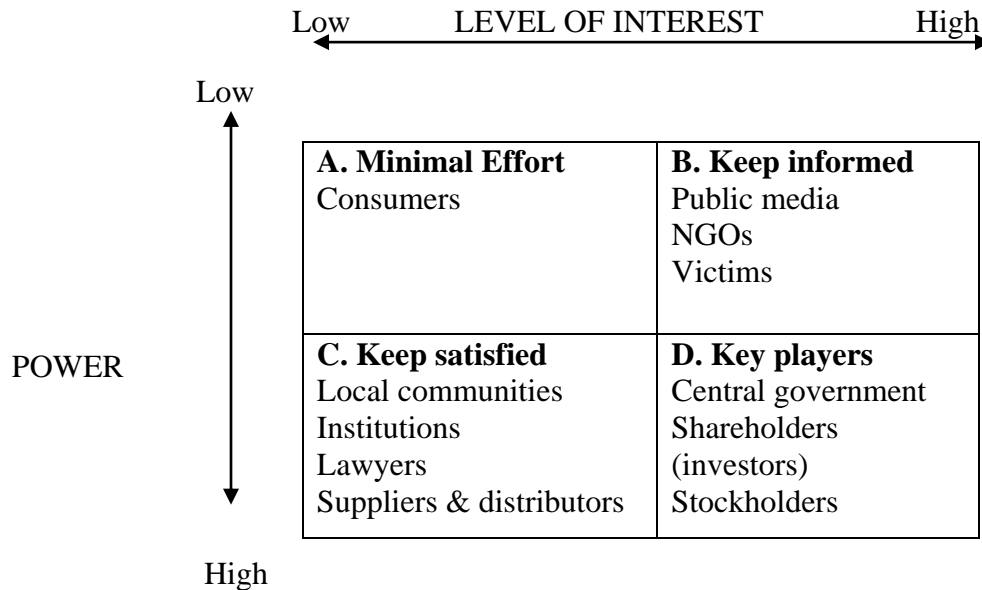 Low LEVEL OF INTEREST High
Low
A. Minimal Effort
Consumers
B. Keep informed
Public media
NGOs
Victims
POWER
C. Keep satisfied
Local communities
Institutions
Lawyers
Suppliers & distributors
D. Key players
Central government
Shareholders
(investors)
Stockholders
High